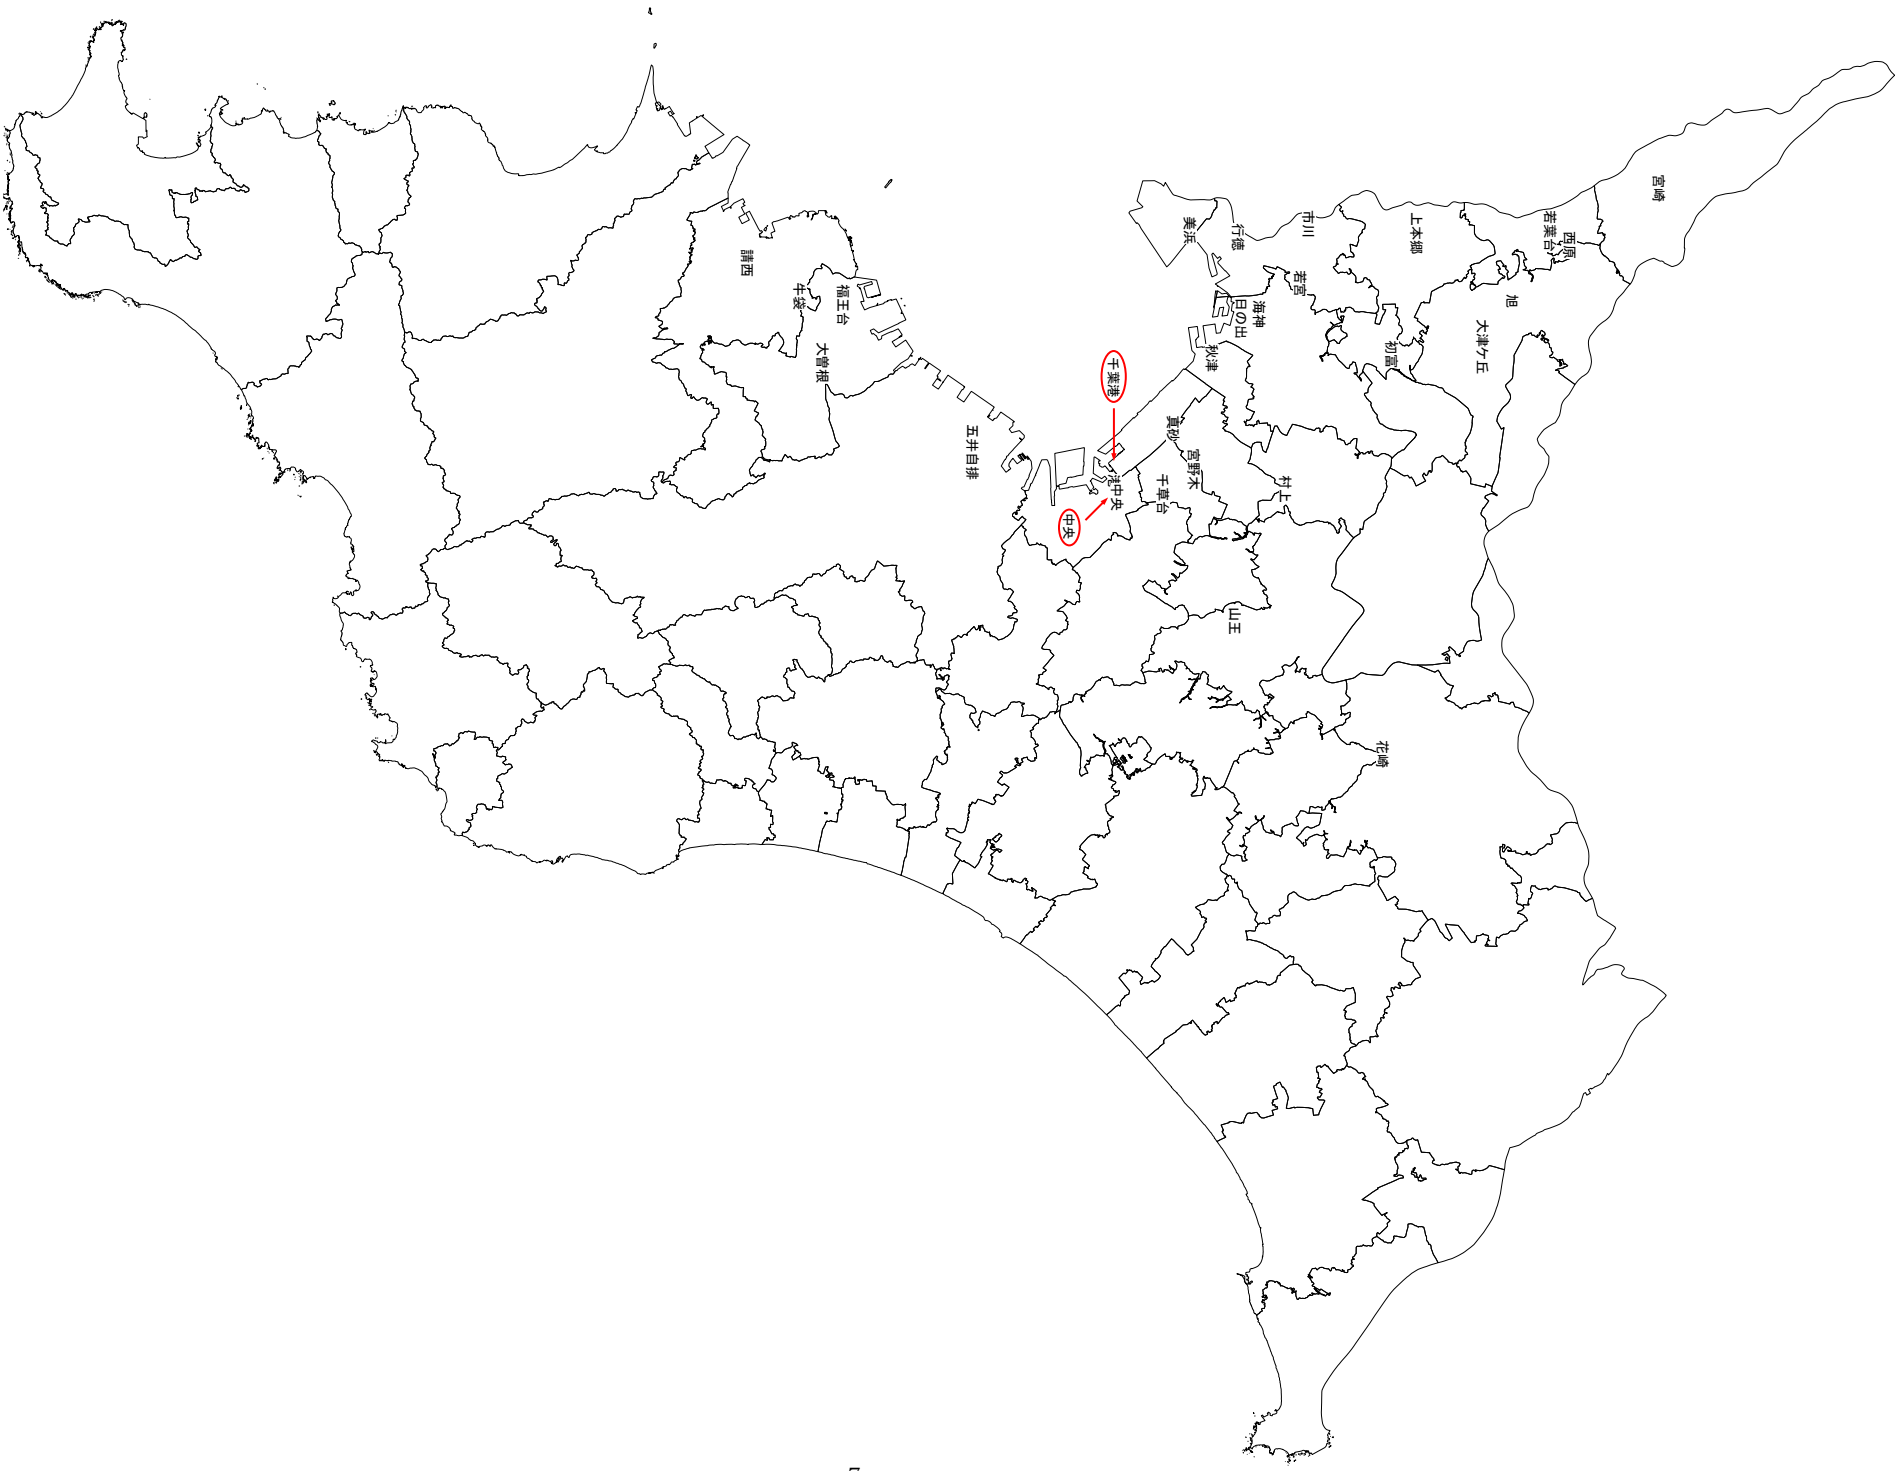 宮崎
西原
若葉台
旭
大津ケ丘
上本郷
初富
市川
若宮
海神
日の出
行徳
美浜
秋津
村上
宮野木
真砂
千草台
千葉港
港
中央
中央
山王
花崎
五井自排
福王台
大曽根
牛袋
請西
7